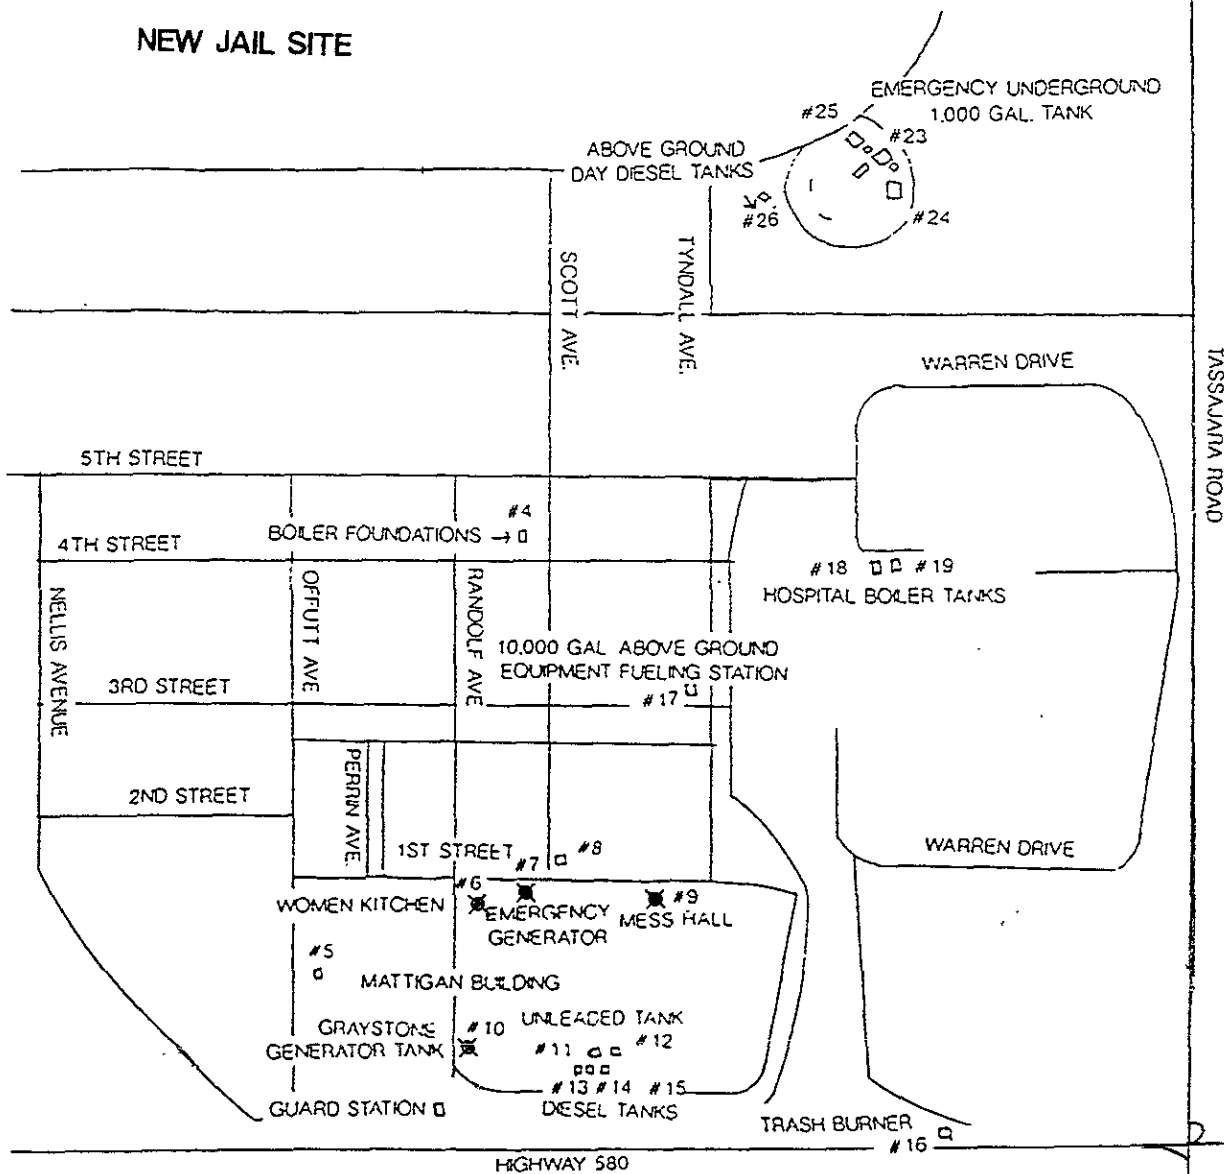 NEW JAIL SITE
EMERGENCY UNDERGROUND
1.000 GAL. TANK
#25
#23
ABOVE GROUND
DAY DIESEL TANKS
#26
#24
SCOTT AVE.
TYNDALL AVE.
WARREN DRIVE
TASSAJARA ROAD
5TH STREET
#4
BOILER FOUNDATIONS
4TH STREET
#18
#19
HOSPITAL BOILER TANKS
NELLIS AVENUE
OFFUTT AVE
RANDOLF AVE
10.000 GAL ABOVE GROUND
EQUIPMENT FUELING STATION
3RD STREET
#17
PERRIN AVE.
2ND STREET
1ST STREET
#7
#8
WARREN DRIVE
#6
WOMEN KITCHEN
EMERGENCY
GENERATOR
#9
MESS HALL
#5
MATTIGAN BUILDING
GRAYSTONE
GENERATOR TANK
#10
UNLEADED TANK
#11
#12
#13 #14 #15
DIESEL TANKS
GUARD STATION
TRASH BURNER
#16
HIGHWAY 580